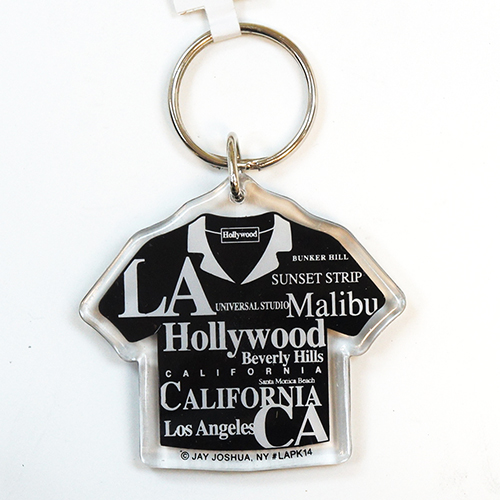 Hollywood
BUNKER HILL
SUNSET STRIP
LA
UNIVERSAL STUDIO
Malibu
Hollywood
Beverly Hills
CALIFORNIA
Santa Monica Beach
CALIFORNIA
Los Angeles
CA
© JAY JOSHUA, NY #LAPK14